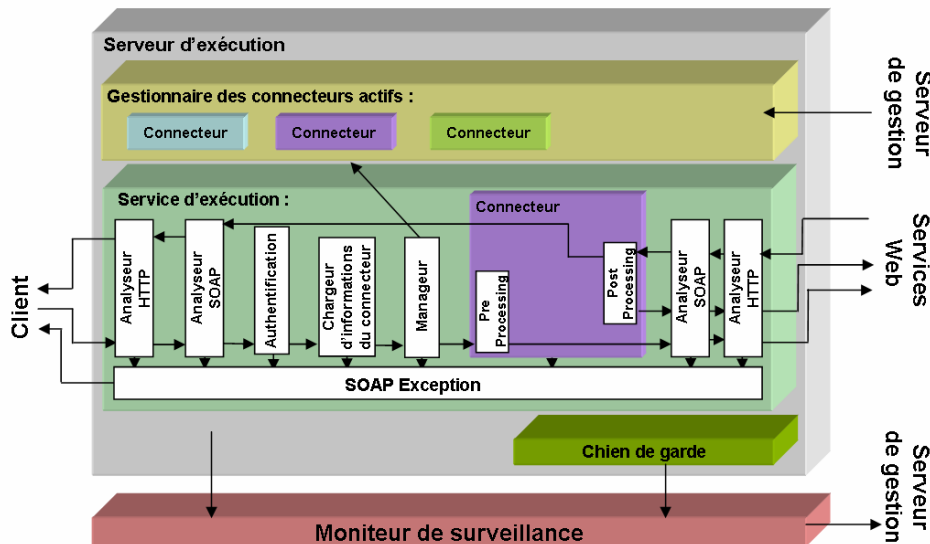 Serveur d'exécution
Gestionnaire des connecteurs actifs :
Connecteur
Connecteur
Connecteur
Serveur
de gestion
Service d'exécution :
Connecteur
Analyseur
HTTP
Analyseur
SOAP
Authentification
Chargeur
d'informations
du connecteur
Manageur
Pre
Processing
Post
Processing
Analyseur
SOAP
Analyseur
HTTP
Client
Services
Web
SOAP Exception
Chien de garde
Moniteur de surveillance
Serveur
de gestion